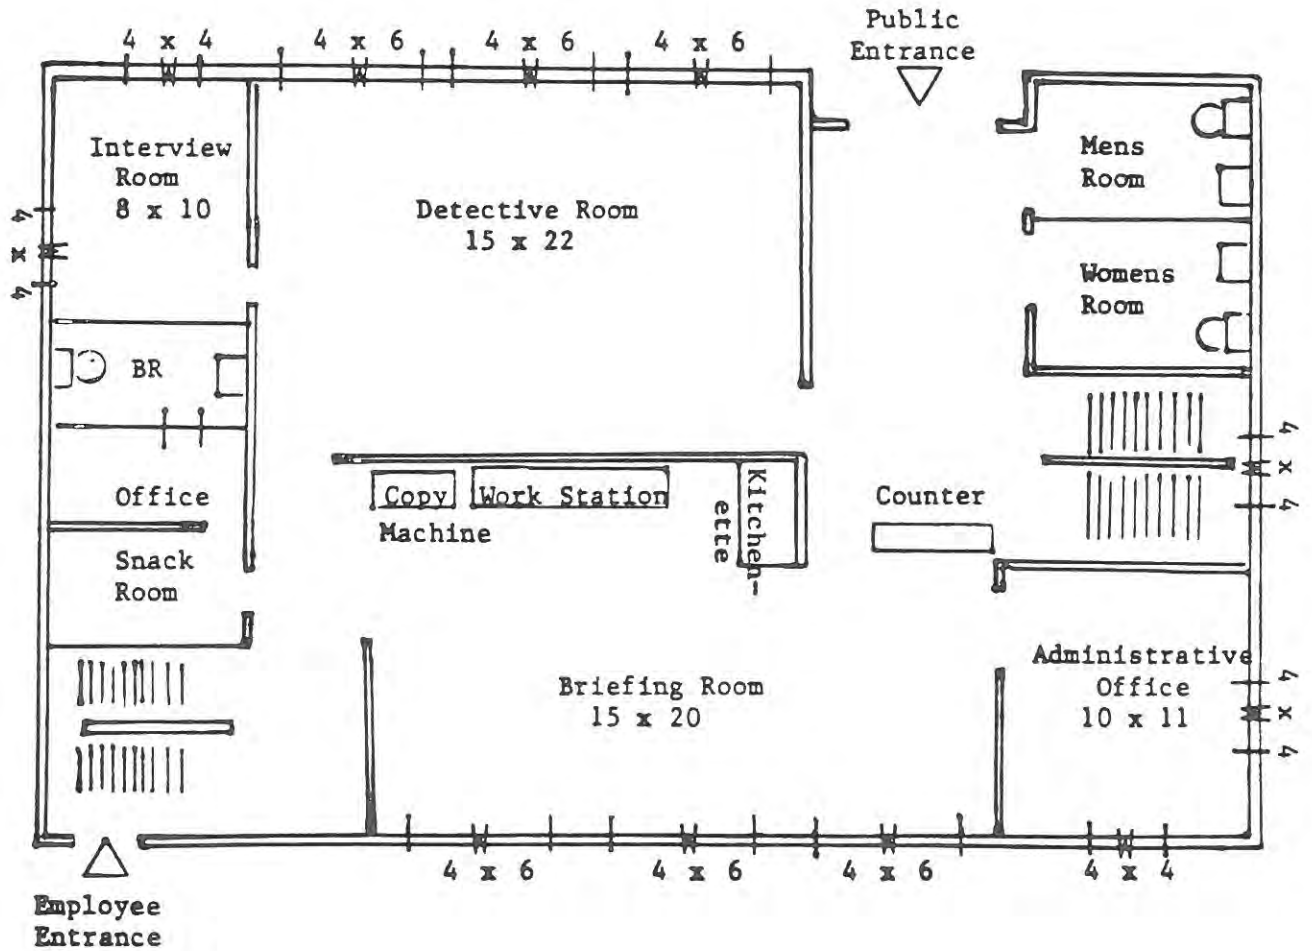 Public
Entrance
4 x 4
4 x 6
4 x 6
4 x 6
Interview
Room
8 x 10
Detective Room
15 x 22
Mens
Room
Womens
Room
4 x 4
BR
Office
Snack
Room
Copy
Machine
Work Station
Kitchen-
ette
Counter
4 x 4
Briefing Room
15 x 20
Administrative
Office
10 x 11
4 x 4
4 x 6
4 x 6
4 x 6
4 x 4
Employee
Entrance